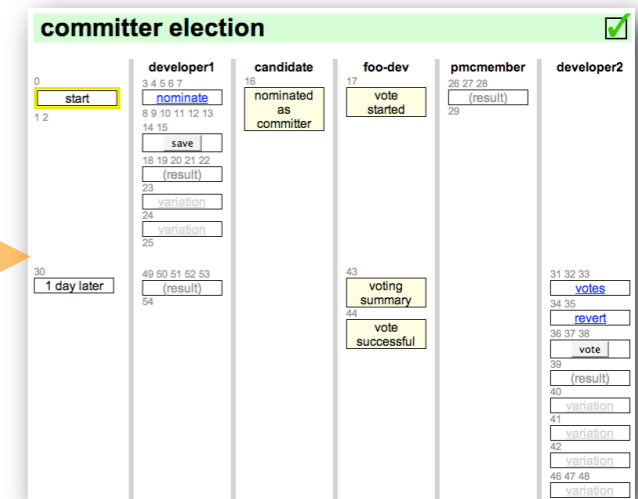 committer election
developer1 candidate foo-dev pmcmember developer2
0
start
1 2
3 4 5 6 7
nominate
8 9 10 11 12 13
14 15
save
18 19 20 21 22
(result)
23
variation
24
variation
25
16
nominated
as
committer
17
vote
started
26 27 28
(result)
29
30
1 day later
49 50 51 52 53
(result)
54
43
voting
summary
44
vote
successful
31 32 33
votes
34 35
revert
36 37 38
vote
39
(result)
40
variation
41
variation
42
variation
46 47 48
variation